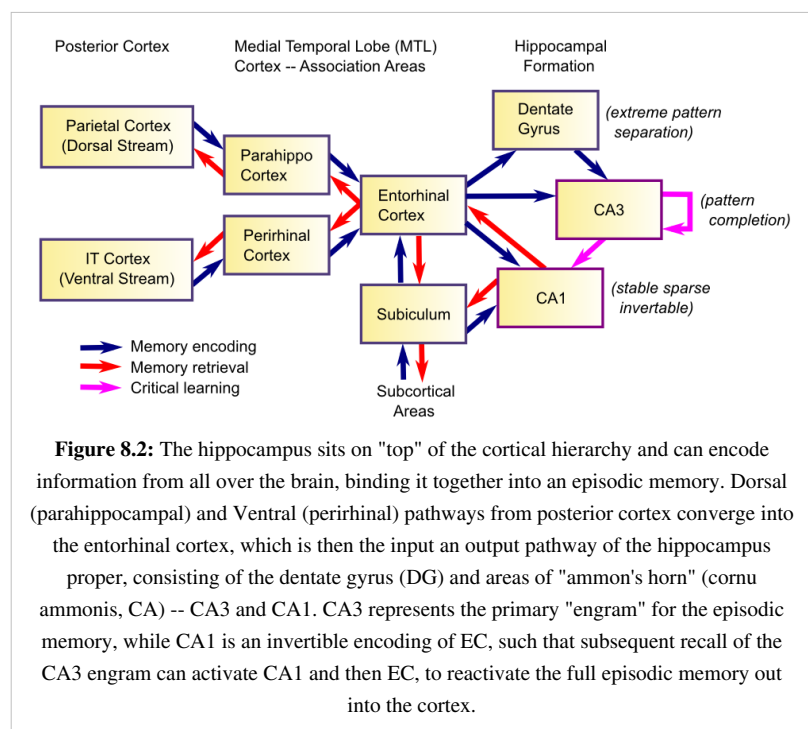 Posterior Cortex
Medial Temporal Lobe (MTL)
Cortex -- Association Areas
Hippocampal
Formation
Parietal Cortex
(Dorsal Stream)
Parahippo
Cortex
Dentate
Gyrus
(extreme pattern
separation)
Entorhinal
Cortex
CA3
(pattern
completion)
IT Cortex
(Ventral Stream)
Perirhinal
Cortex
Subiculum
CA1
(stable sparse
invertable)
Memory encoding
Memory retrieval
Critical learning
Subcortical
Areas
Figure 8.2: The hippocampus sits on "top" of the cortical hierarchy and can encode
information from all over the brain, binding it together into an episodic memory. Dorsal
(parahippocampal) and Ventral (perirhinal) pathways from posterior cortex converge into
the entorhinal cortex, which is then the input an output pathway of the hippocampus
proper, consisting of the dentate gyrus (DG) and areas of "ammon's horn" (cornu
ammonis, CA) -- CA3 and CA1. CA3 represents the primary "engram" for the episodic
memory, while CA1 is an invertible encoding of EC, such that subsequent recall of the
CA3 engram can activate CA1 and then EC, to reactivate the full episodic memory out
into the cortex.